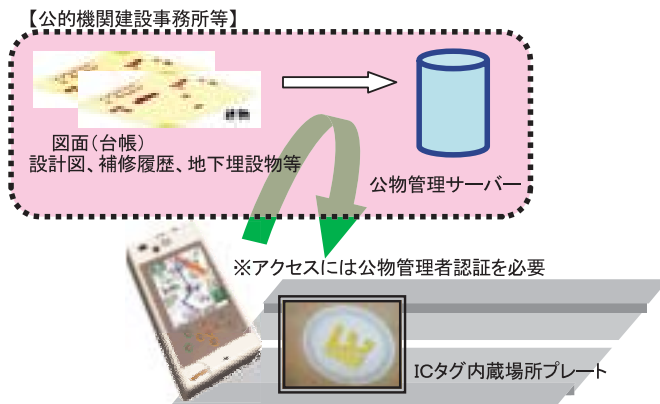 【公的機関建設事務所等】
図面(台帳)
設計図、補修履歴、地下埋設物等
公物管理サーバー
※アクセスには公物管理者認証を必要
ICタグ内蔵場所プレート